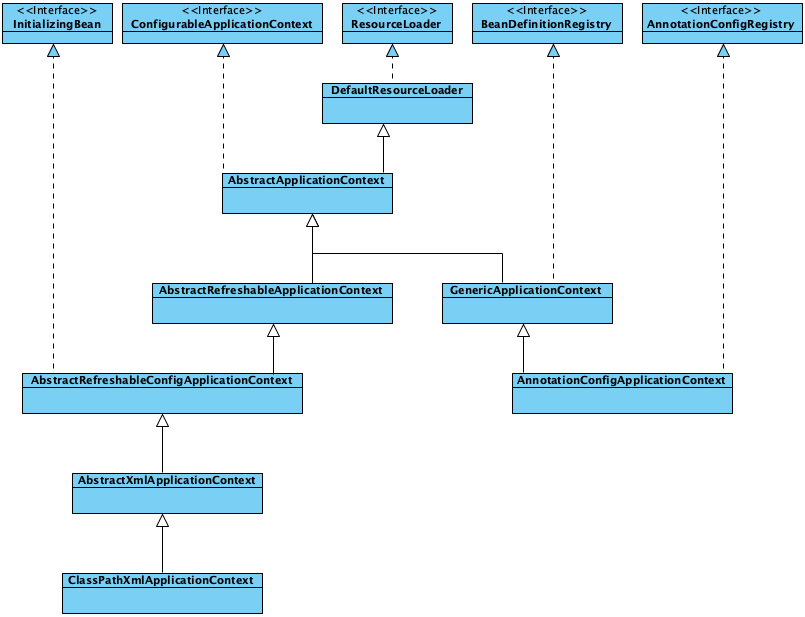 <<Interface>>
InitializingBean
<<Interface>>
ConfigurableApplicationContext
<<Interface>>
ResourceLoader
<<Interface>>
BeanDefinitionRegistry
<<Interface>>
AnnotationConfigRegistry
DefaultResourceLoader
AbstractApplicationContext
AbstractRefreshableApplicationContext
GenericApplicationContext
AbstractRefreshableConfigApplicationContext
AnnotationConfigApplicationContext
AbstractXmlApplicationContext
ClassPathXmlApplicationContext